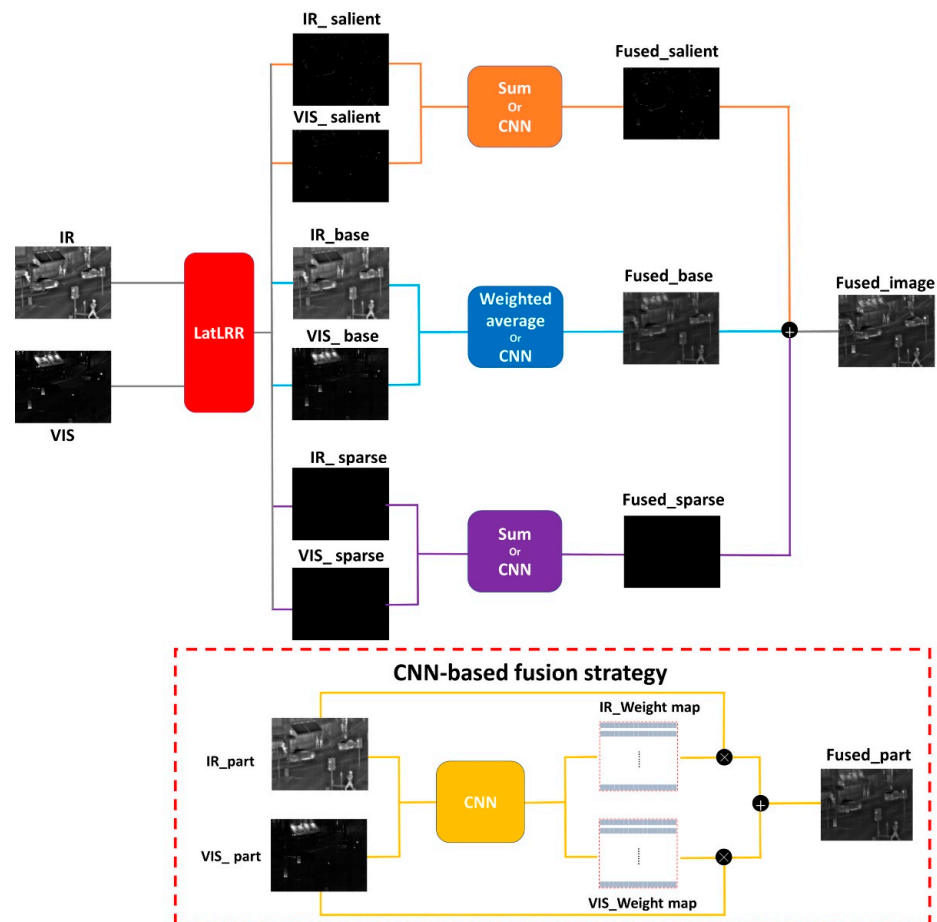 IR_ salient
Sum
Or
CNN
Fused_salient
VIS_ salient
IR
IR_base
LatLRR
Weighted
average
Or
CNN
Fused_base
Fused_image
VIS_ base
VIS
IR_ sparse
Sum
Or
CNN
Fused_sparse
VIS_ sparse
CNN-based fusion strategy
IR_part
IR_Weight map
CNN
Fused_part
VIS_ part
VIS_Weight map